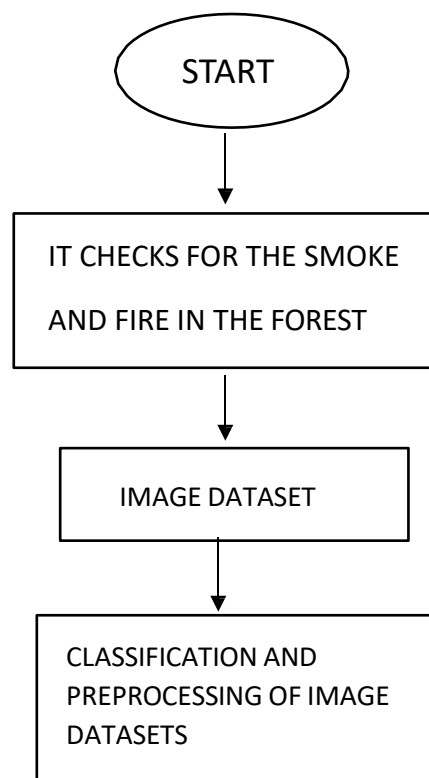 START
IT CHECKS FOR THE SMOKE
AND FIRE IN THE FOREST
IMAGE DATASET
CLASSIFICATION AND
PREPROCESSING OF IMAGE
DATASETS